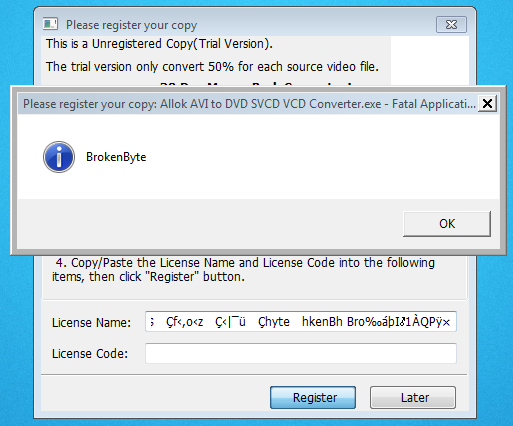 Please register your copy
This is a Unregistered Copy(Trial Version).
The trial version only convert 50% for each source video file.
Please register your copy: Allok AVI to DVD SVCD VCD Converter.exe - Fatal Applicati...
BrokenByte
OK
4. Copy/Paste the License Name and License Code into the following
items, then click "Register" button.
License Name: Çf‹,o‹z Ç‹|¯ü Çhyte hkenBh Bro‰áþI
License Code:
Register Later